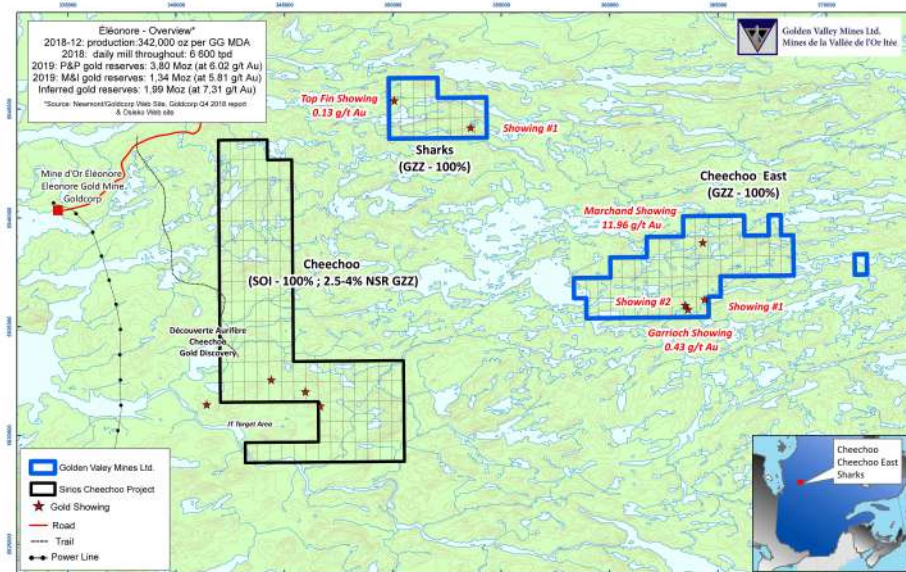 Éléonore - Overview*
2018-12: production:342,000 oz per GG MDA
2018: daily mill throughout: 6 600 tpd
2019: P&P gold reserves: 3,80 Moz (at 6.02 g/t Au)
2019: M&I gold reserves: 1,34 Moz (at 5.81 g/t Au)
Inferred gold reserves: 1,99 Moz (at 7,31 g/t Au)
*Source: Newmont/Goldcorp Web Site, Goldcorp Q4 2018 report
& Osisko Web site
Golden Valley Mines Ltd.
Mines de la Vallée de l'Or ltée
Top Fin Showing
0.13 g/t Au
Showing #1
Sharks
(GZZ - 100%)
Mine d'Or Éléonore
Eleonore Gold Mine
Goldcorp
Cheechoo East
(GZZ - 100%)
Marchand Showing
11.96 g/t Au
Cheechoo
(SOI - 100% ; 2.5-4% NSR GZZ)
Showing #2
Showing #1
Garrioch Showing
0.43 g/t Au
Découverte Aurifère
Cheechoo
Gold Discovery
JT Target Area
Golden Valey Mines Ltd.
Sirios Cheechoo Project
Gold Showing
Road
Trail
Power Line
Cheechoo
Cheechoo East
Sharks